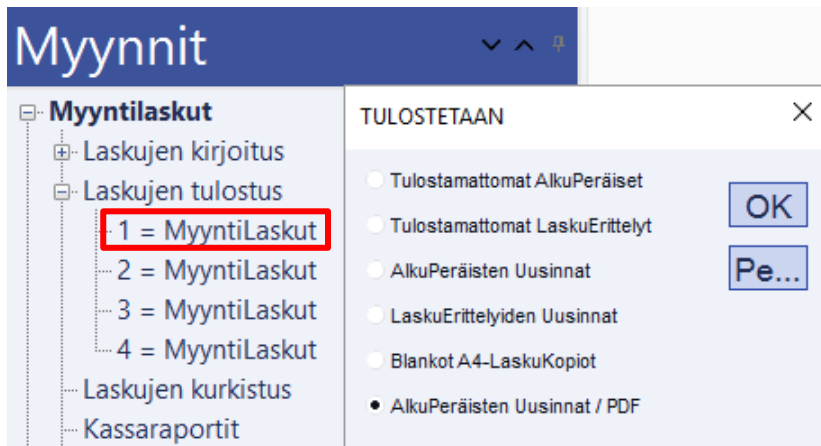 Myynnit
Myyntilaskut
Laskujen kirjoitus
Laskujen tulostus
1 = MyyntiLaskut
2 = MyyntiLaskut
3 = MyyntiLaskut
4 = MyyntiLaskut
Laskujen kurkistus
Kassaraportit
TULOSTETAAN
Tulostamattomat AlkuPeräiset
Tulostamattomat LaskuErittelyt
AlkuPeräisten Uusinnat
LaskuErittelyiden Uusinnat
Blankot A4-LaskuKopiot
AlkuPeräisten Uusinnat / PDF
OK
Pe...